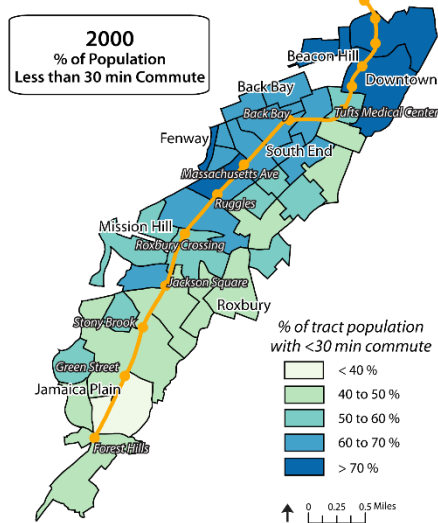 2000
% of Population
Less than 30 min Commute
Beacon Hill
Downtown
Back Bay
Back Bay
Tufts Medical Center
Fenway
South End
Massachusetts Ave
Ruggles
Mission Hill
Roxbury Crossing
Jackson Square
Roxbury
Stony Brook
Green Street
Jamaica Plain
Forest Hills
% of tract population
with <30 min commute
< 40 %
40 to 50 %
50 to 60 %
60 to 70 %
> 70 %
0 0.25 0.5 Miles